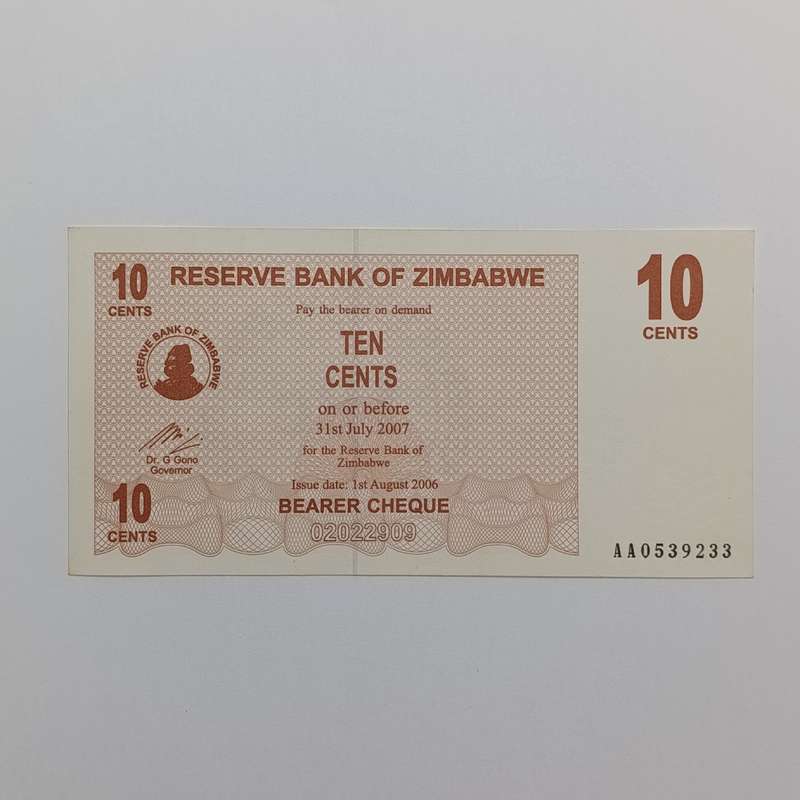 10
CENTS
RESERVE BANK OF ZIMBABWE
10
CENTS
Pay the bearer on demand
TEN
CENTS
RESERVE BANK OF ZIMBABWE
on or before
31st July 2007
for the Reserve Bank of
Zimbabwe
Dr. G Gono
Governor
Issue date: 1st August 2006
10
CENTS
BEARER CHEQUE
02022909
AA0539233